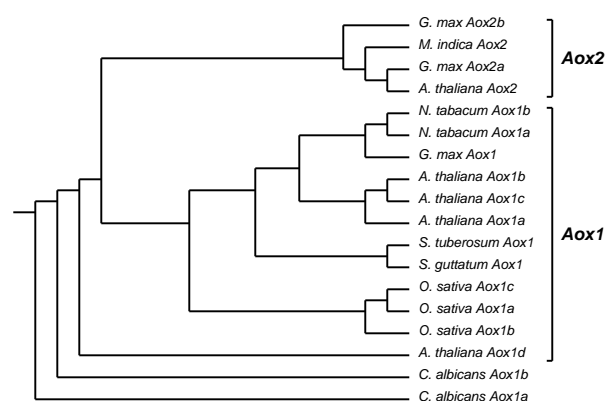 G. max Aox2b
M. indica Aox2
G. max Aox2a
A. thaliana Aox2
Aox2
N. tabacum Aox1b
N. tabacum Aox1a
G. max Aox1
A. thaliana Aox1b
A. thaliana Aox1c
A. thaliana Aox1a
S. tuberosum Aox1
S. guttatum Aox1
O. sativa Aox1c
O. sativa Aox1a
O. sativa Aox1b
A. thaliana Aox1d
Aox1
C. albicans Aox1b
C. albicans Aox1a